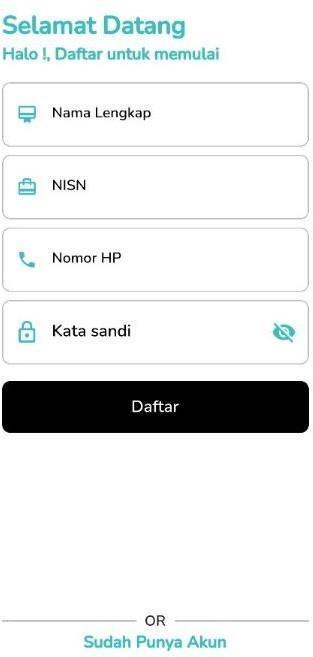 Selamat Datang
Halo !, Daftar untuk memulai
Nama Lengkap
NISN
Nomor HP
Kata sandi
Daftar
OR
Sudah Punya Akun